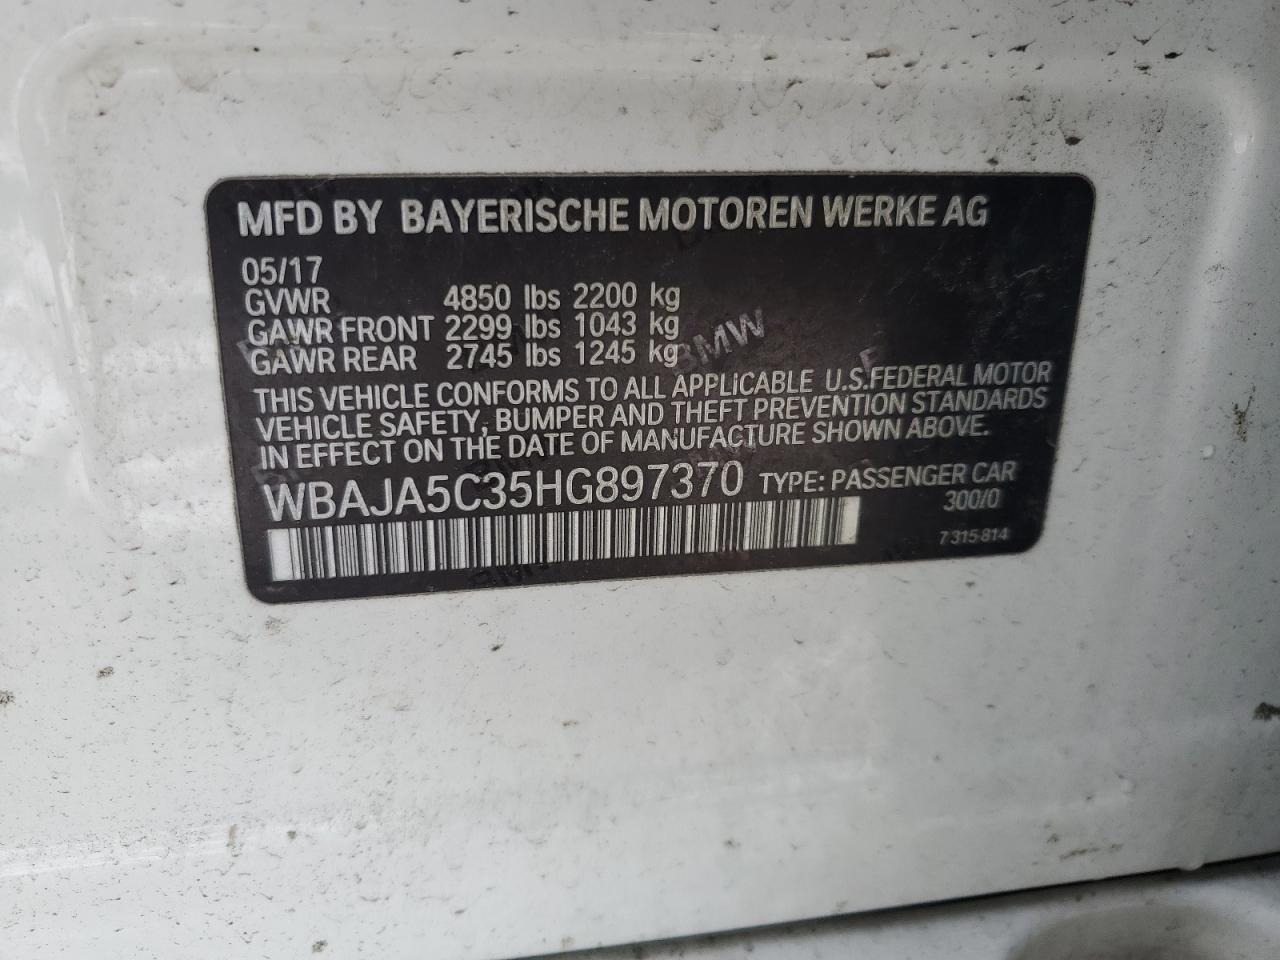 MFD BY BAYERISCHE MOTOREN WERKE AG
05/17
GVWR 4850 lbs 2200 kg
GAWR FRONT 2299 lbs 1043 kg
GAWR REAR 2745 lbs 1245 kg
BMW
THIS VEHICLE CONFORMS TO ALL APPLICABLE U.S.FEDERAL MOTOR
VEHICLE SAFETY, BUMPER AND THEFT PREVENTION STANDARDS
IN EFFECT ON THE DATE OF MANUFACTURE SHOWN ABOVE.
WBAJA5C35HG897370 TYPE: PASSENGER CAR
300/0
7 315 814